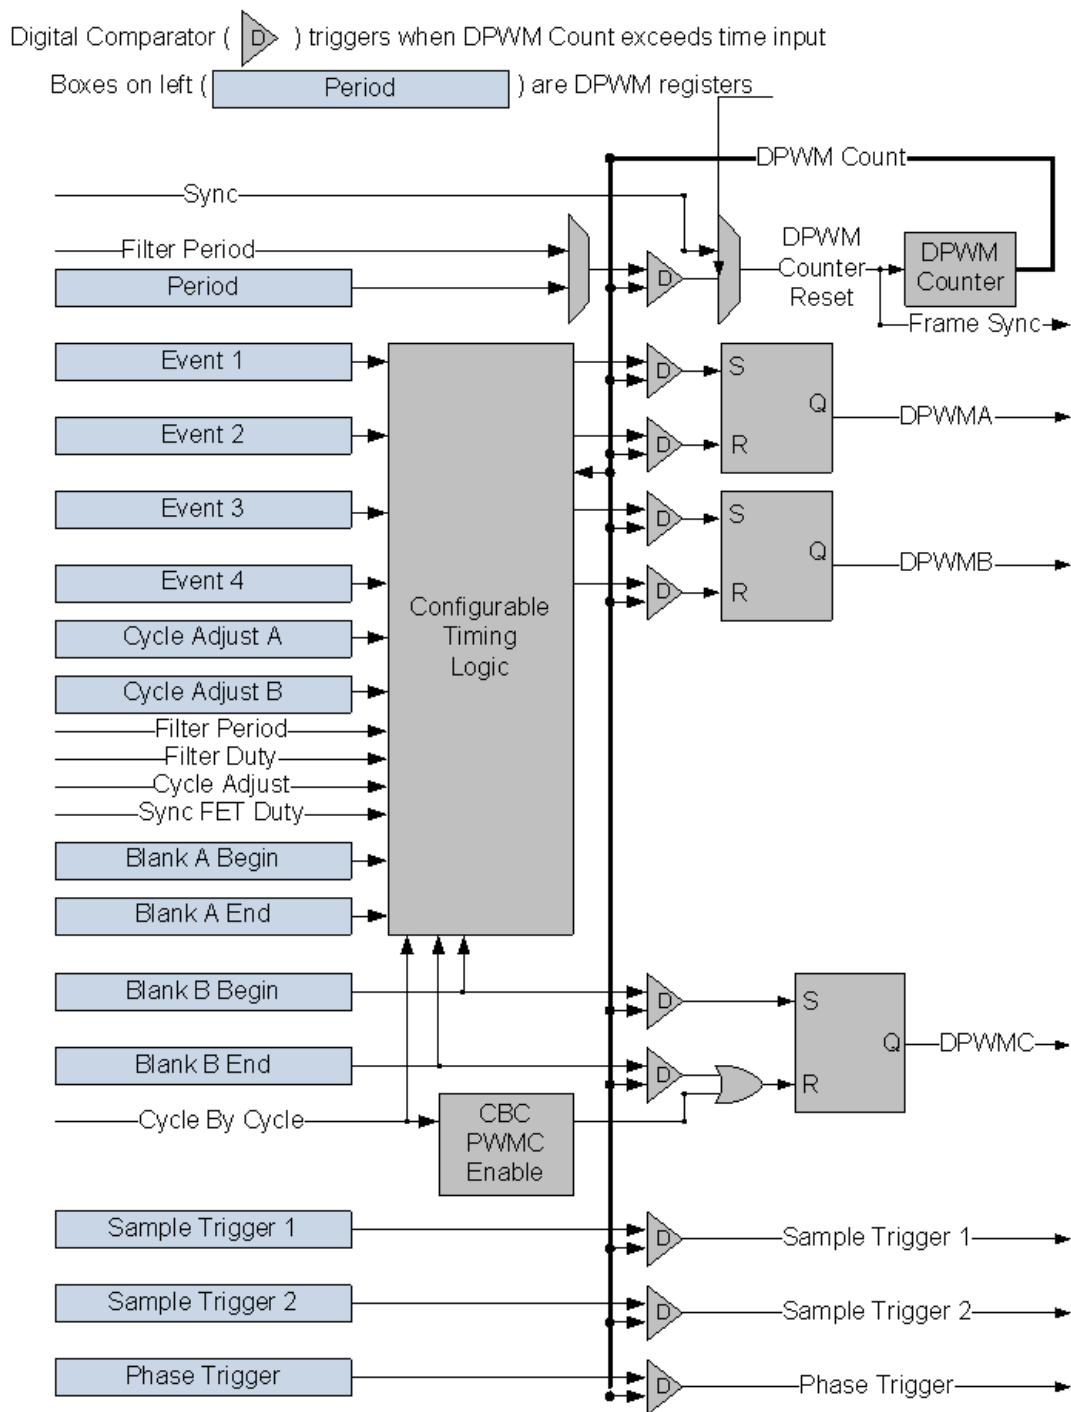 Digital Comparator ( D ) triggers when DPWM Count exceeds time input
Boxes on left ( Period ) are DPWM registers
DPWM Count
Sync
Filter Period
Period
D
DPWM
Counter
Reset
DPWM
Counter
Frame Sync
Event 1
D
S
Q
DPWMA
Event 2
D
R
Event 3
D
S
Q
DPWMB
Event 4
D
R
Configurable
Timing
Logic
Cycle Adjust A
Cycle Adjust B
Filter Period
Filter Duty
Cycle Adjust
Sync FET Duty
Blank A Begin
Blank A End
Blank B Begin
D
S
Q
DPWMC
Blank B End
D
R
Cycle By Cycle
CBC
PWMC
Enable
Sample Trigger 1
D
Sample Trigger 1
Sample Trigger 2
D
Sample Trigger 2
Phase Trigger
D
Phase Trigger